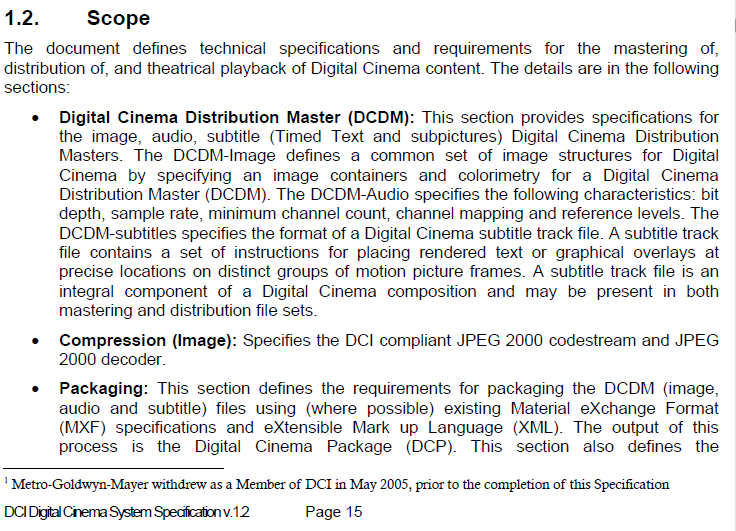 1.2. Scope
The document defines technical specifications and requirements for the mastering of,
distribution of, and theatrical playback of Digital Cinema content. The details are in the following
sections:
• Digital Cinema Distribution Master (DCDM): This section provides specifications for
the image, audio, subtitle (Timed Text and subpictures) Digital Cinema Distribution
Masters. The DCDM-Image defines a common set of image structures for Digital
Cinema by specifying an image containers and colorimetry for a Digital Cinema
Distribution Master (DCDM). The DCDM-Audio specifies the following characteristics: bit
depth, sample rate, minimum channel count, channel mapping and reference levels. The
DCDM-subtitles specifies the format of a Digital Cinema subtitle track file. A subtitle track
file contains a set of instructions for placing rendered text or graphical overlays at
precise locations on distinct groups of motion picture frames. A subtitle track file is an
integral component of a Digital Cinema composition and may be present in both
mastering and distribution file sets.
• Compression (Image): Specifies the DCI compliant JPEG 2000 codestream and JPEG
2000 decoder.
• Packaging: This section defines the requirements for packaging the DCDM (image,
audio and subtitle) files using (where possible) existing Material eXchange Format
(MXF) specifications and eXtensible Mark up Language (XML). The output of this
process is the Digital Cinema Package (DCP). This section also defines the
¹ Metro-Goldwyn-Mayer withdrew as a Member of DCI in May 2005, prior to the completion of this Specification
DCI Digital Cinema System Specification v.1.2 Page 15